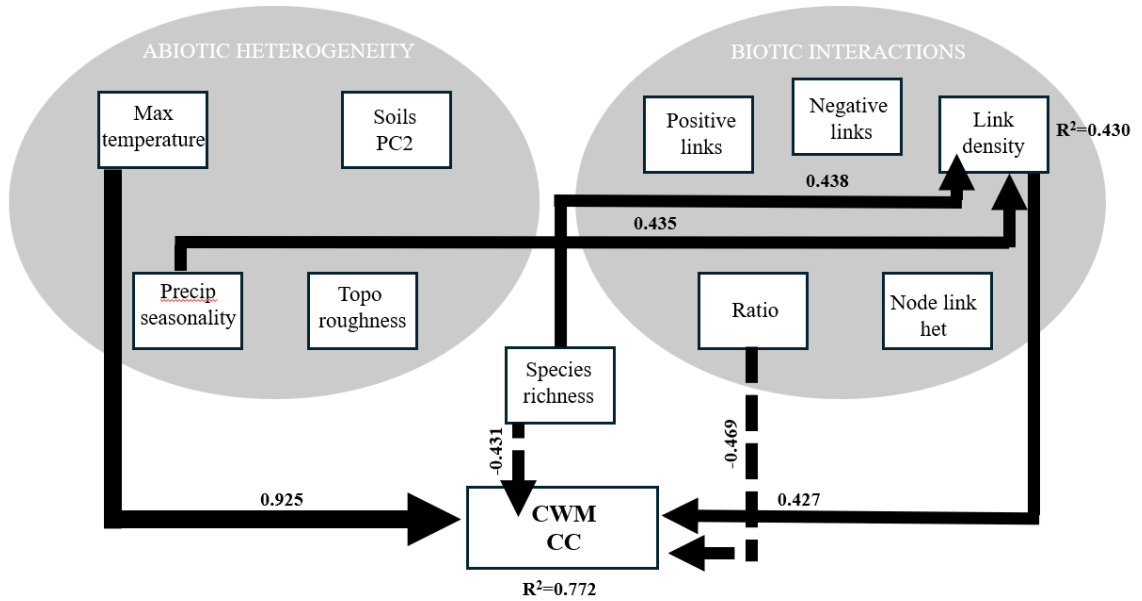 ABIOTIC HETEROGENEITY
BIOTIC INTERACTIONS
Max
temperature
Soils
PC2
Positive
links
Negative
links
Link
density
R²=0.430
0.438
0.435
Precip
seasonality
Topo
roughness
Ratio
Node link
het
Species
richness
-0.431
-0.469
0.925
0.427
CWM
CC
R²=0.772